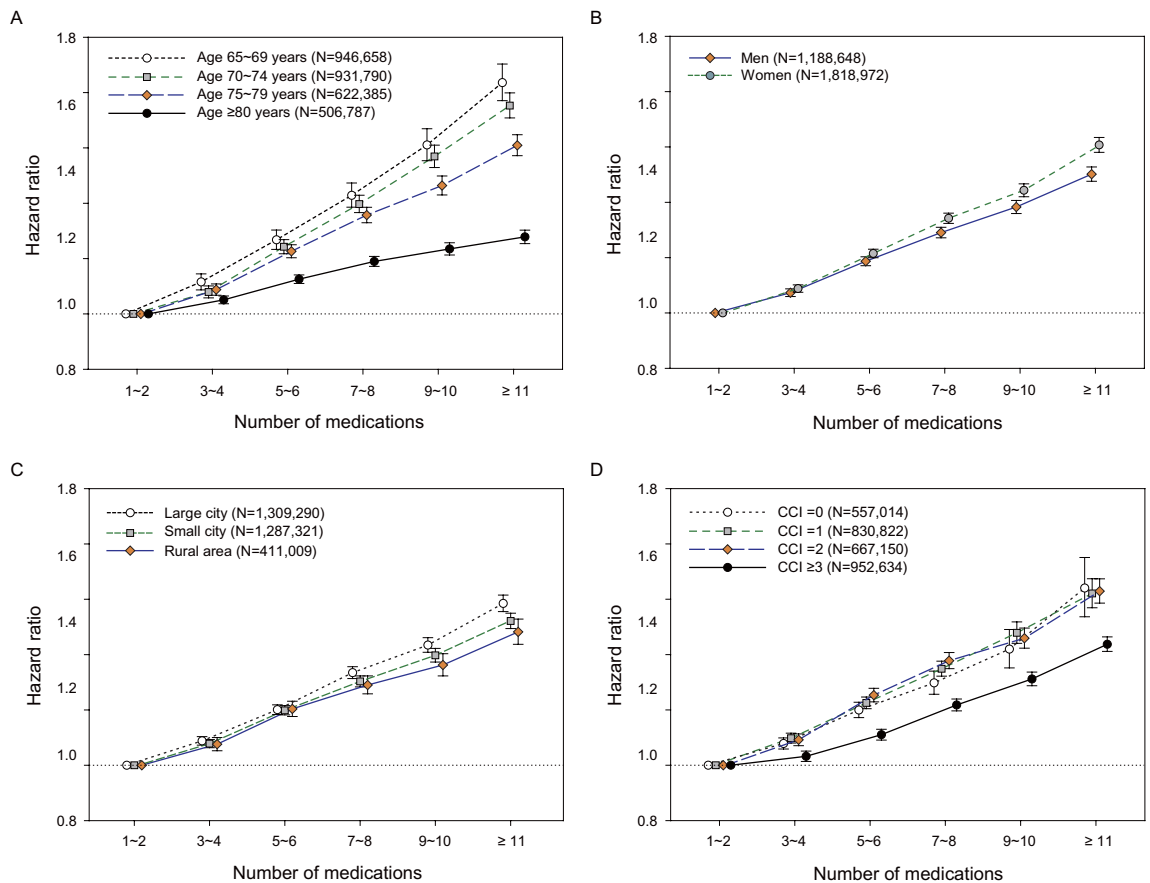 A
1.8
1.6
1.4
1.2
1.0
0.8
Hazard ratio
Age 65~69 years (N=946,658)
Age 70~74 years (N=931,790)
Age 75~79 years (N=622,385)
Age ≥80 years (N=506,787)
1~2
3~4
5~6
7~8
9~10
≥ 11
Number of medications
B
1.8
1.6
1.4
1.2
1.0
0.8
Hazard ratio
Men (N=1,188,648)
Women (N=1,818,972)
1~2
3~4
5~6
7~8
9~10
≥ 11
Number of medications
C
1.8
1.6
1.4
1.2
1.0
0.8
Hazard ratio
Large city (N=1,309,290)
Small city (N=1,287,321)
Rural area (N=411,009)
1~2
3~4
5~6
7~8
9~10
≥ 11
Number of medications
D
1.8
1.6
1.4
1.2
1.0
0.8
Hazard ratio
CCI =0 (N=557,014)
CCI =1 (N=830,822)
CCI =2 (N=667,150)
CCI ≥3 (N=952,634)
1~2
3~4
5~6
7~8
9~10
≥ 11
Number of medications